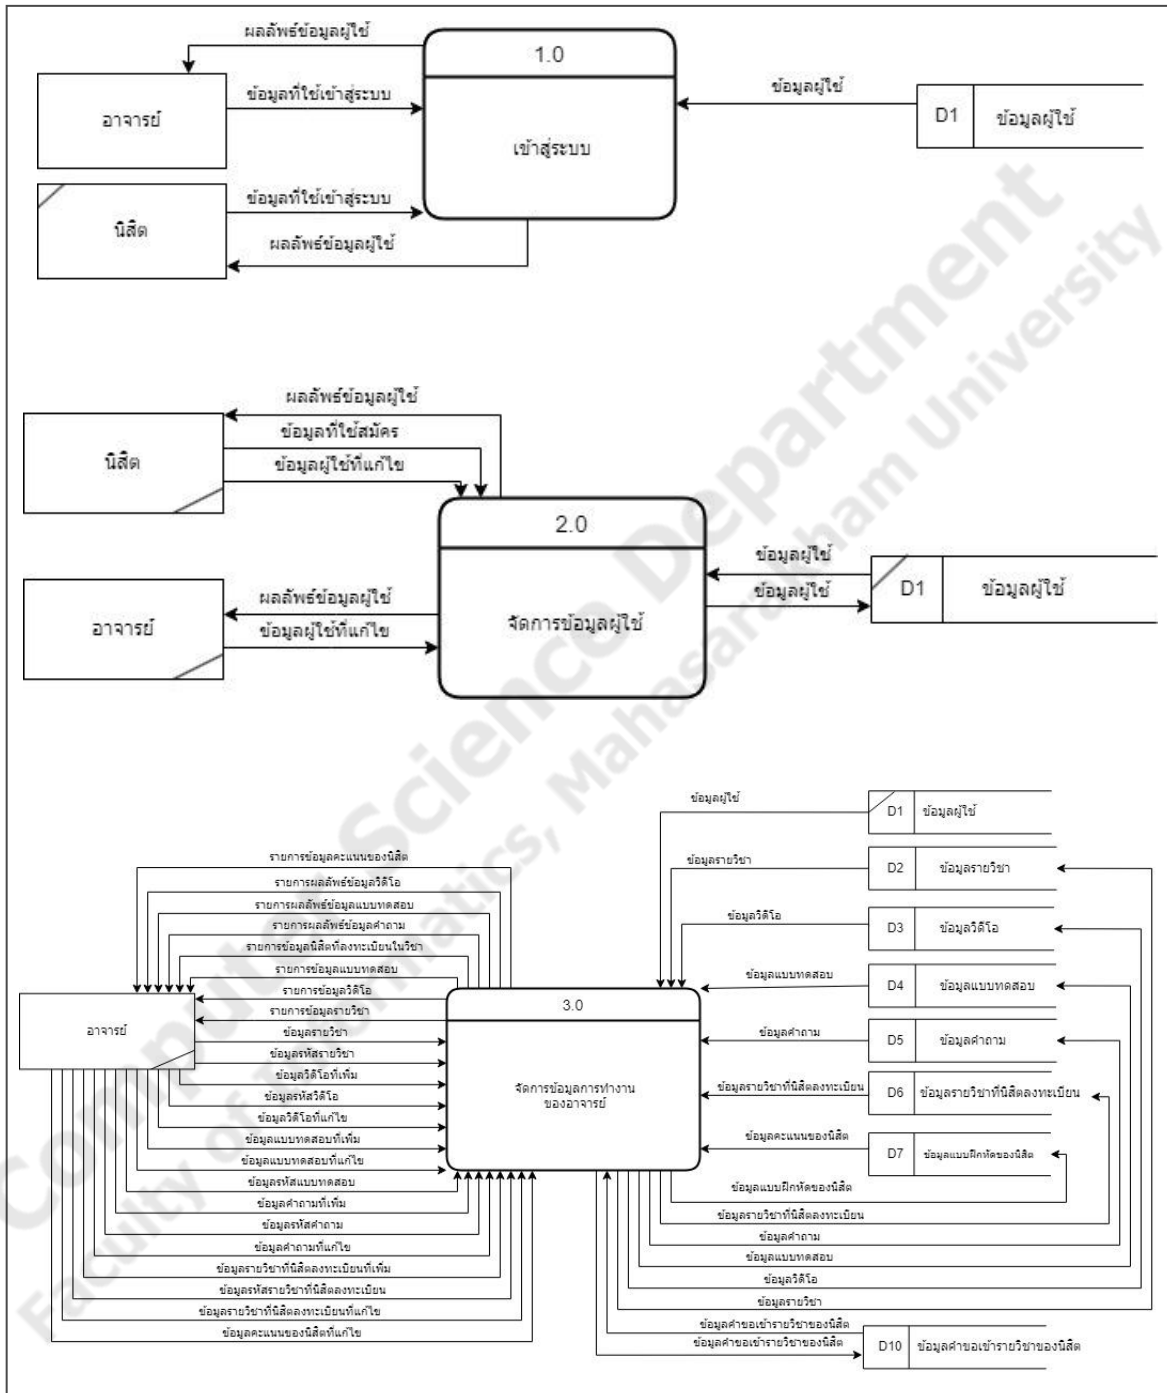 ผลลัพธ์ข้อมูลผู้ใช้
1.0
อาจารย์
ข้อมูลที่ใช้เข้าสู่ระบบ
เข้าสู่ระบบ
ข้อมูลผู้ใช้
D1
ข้อมูลผู้ใช้
นิสิต
ข้อมูลที่ใช้เข้าสู่ระบบ
ผลลัพธ์ข้อมูลผู้ใช้
ผลลัพธ์ข้อมูลผู้ใช้
นิสิต
ข้อมูลที่ใช้สมัคร
ข้อมูลผู้ใช้ที่แก้ไข
2.0
จัดการข้อมูลผู้ใช้
ข้อมูลผู้ใช้
ข้อมูลผู้ใช้
D1
ข้อมูลผู้ใช้
อาจารย์
ผลลัพธ์ข้อมูลผู้ใช้
ข้อมูลผู้ใช้ที่แก้ไข
ข้อมูลผู้ใช้
D1
ข้อมูลผู้ใช้
ข้อมูลรายวิชา
D2
ข้อมูลรายวิชา
ข้อมูลวิดีโอ
D3
ข้อมูลวิดีโอ
ข้อมูลแบบทดสอบ
D4
ข้อมูลแบบทดสอบ
ข้อมูลคำถาม
D5
ข้อมูลคำถาม
ข้อมูลรายวิชาที่นิสิตลงทะเบียน
D6
ข้อมูลรายวิชาที่นิสิตลงทะเบียน
ข้อมูลคะแนนของนิสิต
D7
ข้อมูลแบบฝึกหัดของนิสิต
รายการข้อมูลคะแนนของนิสิต
รายการผลลัพธ์ข้อมูลวิดีโอ
รายการผลลัพธ์ข้อมูลแบบทดสอบ
รายการผลลัพธ์ข้อมูลคำถาม
รายการข้อมูลนิสิตที่ลงทะเบียนในวิชา
รายการข้อมูลแบบทดสอบ
รายการข้อมูลวิดีโอ
รายการข้อมูลรายวิชา
อาจารย์
3.0
จัดการข้อมูลการทำงาน
ของอาจารย์
ข้อมูลรายวิชา
ข้อมูลรหัสรายวิชา
ข้อมูลวิดีโอที่เพิ่ม
ข้อมูลรหัสวิดีโอ
ข้อมูลวิดีโอที่แก้ไข
ข้อมูลแบบทดสอบที่เพิ่ม
ข้อมูลแบบทดสอบที่แก้ไข
ข้อมูลรหัสแบบทดสอบ
ข้อมูลคำถามที่เพิ่ม
ข้อมูลรหัสคำถาม
ข้อมูลคำถามที่แก้ไข
ข้อมูลรายวิชาที่นิสิตลงทะเบียนที่เพิ่ม
ข้อมูลรหัสรายวิชาที่นิสิตลงทะเบียน
ข้อมูลรายวิชาที่นิสิตลงทะเบียนที่แก้ไข
ข้อมูลคะแนนของนิสิตที่แก้ไข
ข้อมูลแบบฝึกหัดของนิสิต
ข้อมูลรายวิชาที่นิสิตลงทะเบียน
ข้อมูลคำถาม
ข้อมูลแบบทดสอบ
ข้อมูลวิดีโอ
ข้อมูลรายวิชา
ข้อมูลคำขอเข้ารายวิชาของนิสิต
ข้อมูลคำขอเข้ารายวิชาของนิสิต
D10
ข้อมูลคำขอเข้ารายวิชาของนิสิต
Computer Science Department
Faculty of Informatics, Mahasarakham University